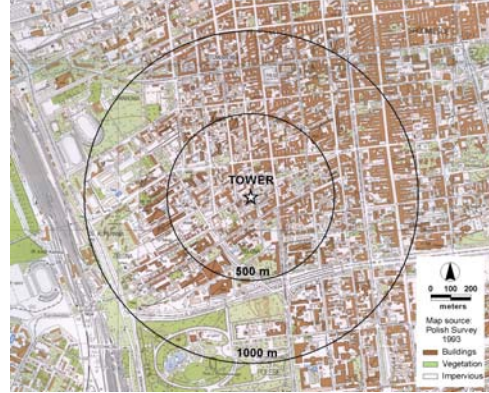 TOWER
500 m
1000 m
0 100 200
meters
Map source:
Polish Survey
1993
Buildings
Vegetation
Impervious